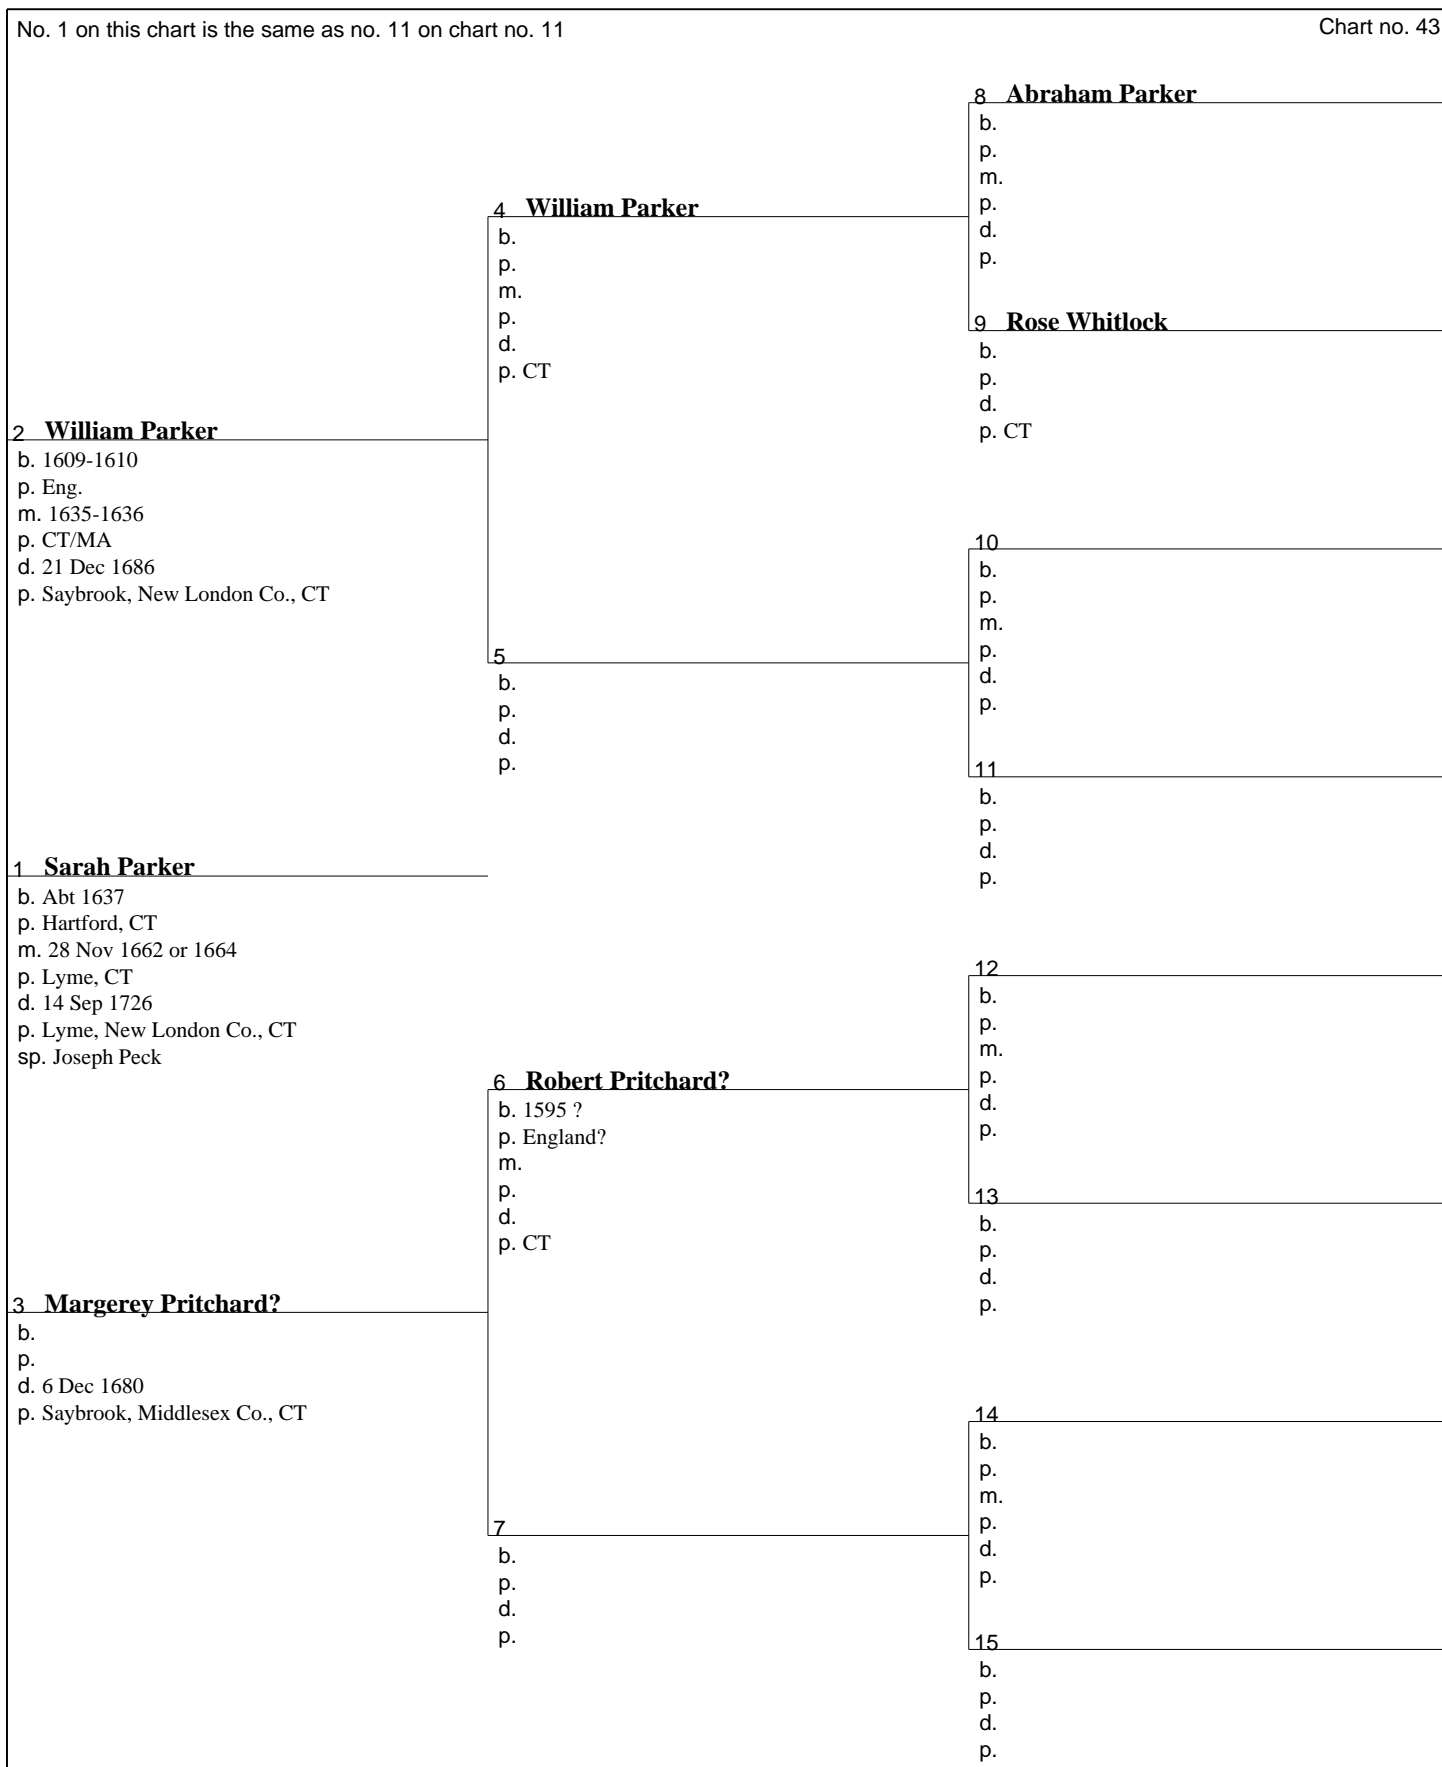 No. 1 on this chart is the same as no. 11 on chart no. 11
Chart no. 43
8 Abraham Parker
b.
p.
m.
p.
d.
p.
4 William Parker
b.
p.
m.
p.
d.
p. CT
9 Rose Whitlock
b.
p.
d.
p. CT
2 William Parker
b. 1609-1610
p. Eng.
m. 1635-1636
p. CT/MA
d. 21 Dec 1686
p. Saybrook, New London Co., CT
10
b.
p.
m.
p.
d.
p.
5
b.
p.
d.
p.
11
b.
p.
d.
p.
1 Sarah Parker
b. Abt 1637
p. Hartford, CT
m. 28 Nov 1662 or 1664
p. Lyme, CT
d. 14 Sep 1726
p. Lyme, New London Co., CT
sp. Joseph Peck
12
b.
p.
m.
p.
d.
p.
6 Robert Pritchard?
b. 1595 ?
p. England?
m.
p.
d.
p. CT
13
b.
p.
d.
p.
3 Margerey Pritchard?
b.
p.
d. 6 Dec 1680
p. Saybrook, Middlesex Co., CT
14
b.
p.
m.
p.
d.
p.
7
b.
p.
d.
p.
15
b.
p.
d.
p.